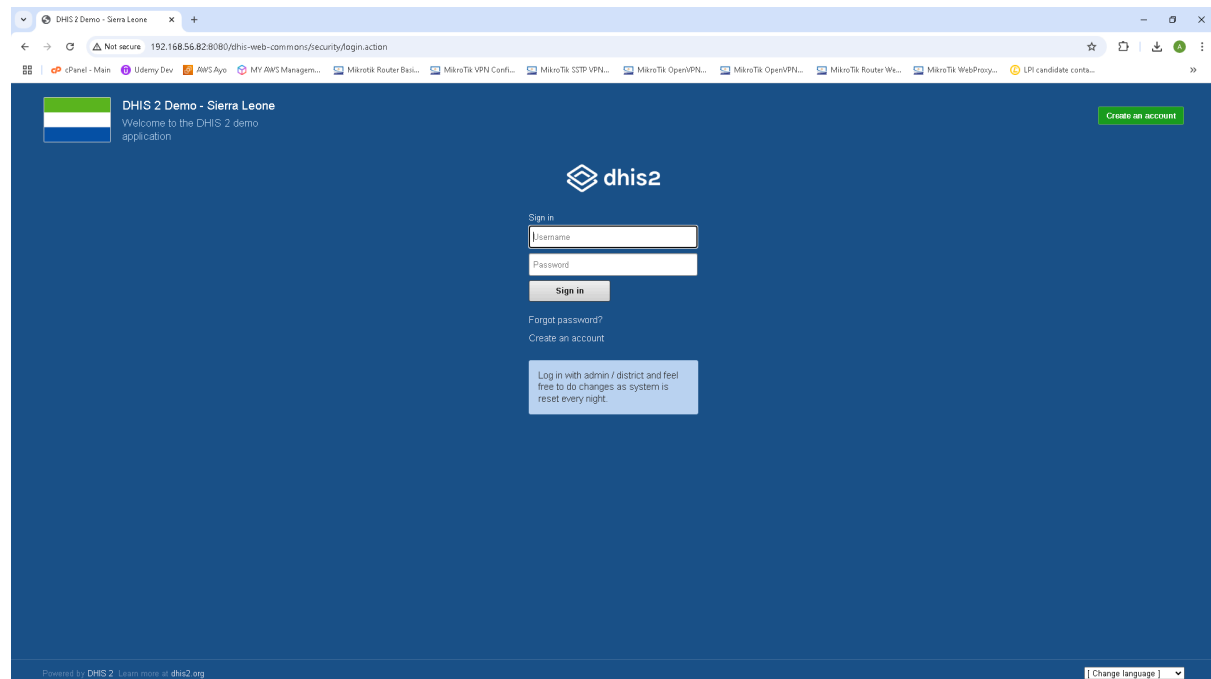 DHIS 2 Demo - Sierra Leone
Not secure 192.168.56.82:8080/dhis-web-commons/security/login.action
cPanel - Main Udemy Dev AWS Ayo MY AWS Managem... Mikrotik Router Basi... MikroTik VPN Confi... MikroTik SSTP VPN... MikroTik OpenVPN... MikroTik OpenVPN... MikroTik Router We... MikroTik WebProxy... LPI candidate conta...
DHIS 2 Demo - Sierra Leone
Welcome to the DHIS 2 demo
application
Create an account
dhis2
Sign in
Username
Password
Sign in
Forgot password?
Create an account
Log in with admin / district and feel
free to do changes as system is
reset every night.
Powered by DHIS 2 Learn more at dhis2.org
[ Change language ]